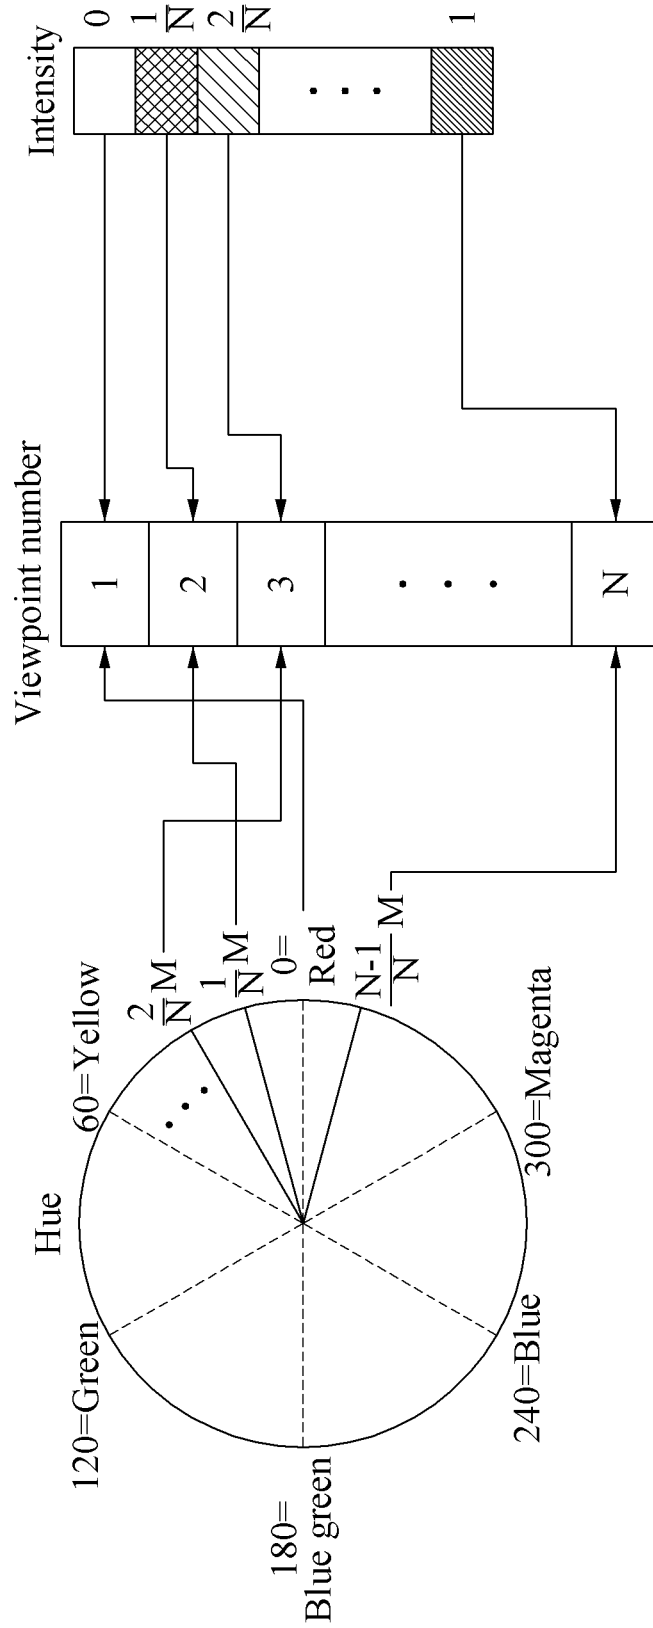 Hue
120=Green
60=Yellow
180=
Blue green
240=Blue
300=Magenta
2/N M
1/N M
0=
Red
N-1/N M
Viewpoint number
1
2
3
N
Intensity
0
1/N
2/N
1